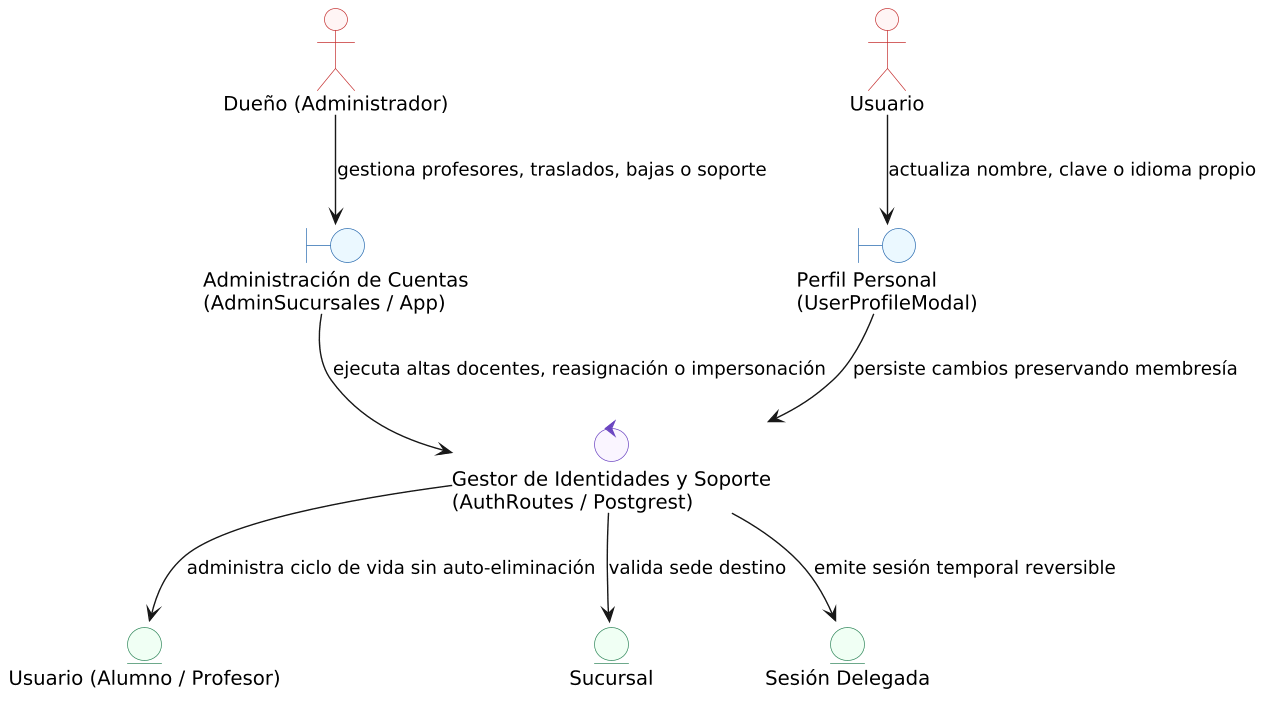 Dueño (Administrador)
Usuario
gestiona profesores, traslados, bajas o soporte
actualiza nombre, clave o idioma propio
Administración de Cuentas
(AdminSucursales / App)
Perfil Personal
(UserProfileModal)
ejecuta altas docentes, reasignación o impersonación
persiste cambios preservando membresía
Gestor de Identidades y Soporte
(AuthRoutes / Postgrest)
administra ciclo de vida sin auto-eliminación
valida sede destino
emite sesión temporal reversible
Usuario (Alumno / Profesor)
Sucursal
Sesión Delegada